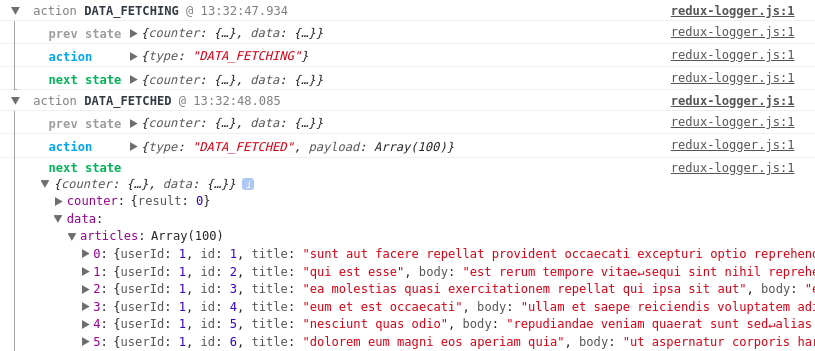 action DATA_FETCHING @ 13:32:47.934 redux-logger.js:1
prev state ▶{counter: {…}, data: {…}} redux-logger.js:1
action ▶{type: "DATA_FETCHING"} redux-logger.js:1
next state ▶{counter: {…}, data: {…}} redux-logger.js:1
action DATA_FETCHED @ 13:32:48.085 redux-logger.js:1
prev state ▶{counter: {…}, data: {…}} redux-logger.js:1
action ▶{type: "DATA_FETCHED", payload: Array(100)} redux-logger.js:1
next state redux-logger.js:1
▼{counter: {…}, data: {…}} i
▶counter: {result: 0}
▼data:
▼articles: Array(100)
▶0: {userId: 1, id: 1, title: "sunt aut facere repellat provident occaecati excepturi optio reprehend
▶1: {userId: 1, id: 2, title: "qui est esse", body: "est rerum tempore vitae↵sequi sint nihil reprehe
▶2: {userId: 1, id: 3, title: "ea molestias quasi exercitationem repellat qui ipsa sit aut", body: "e
▶3: {userId: 1, id: 4, title: "eum et est occaecati", body: "ullam et saepe reiciendis voluptatem adi
▶4: {userId: 1, id: 5, title: "nesciunt quas odio", body: "repudiandae veniam quaerat sunt sed↵alias
▶5: {userId: 1, id: 6, title: "dolorem eum magni eos aperiam quia", body: "ut aspernatur corporis har